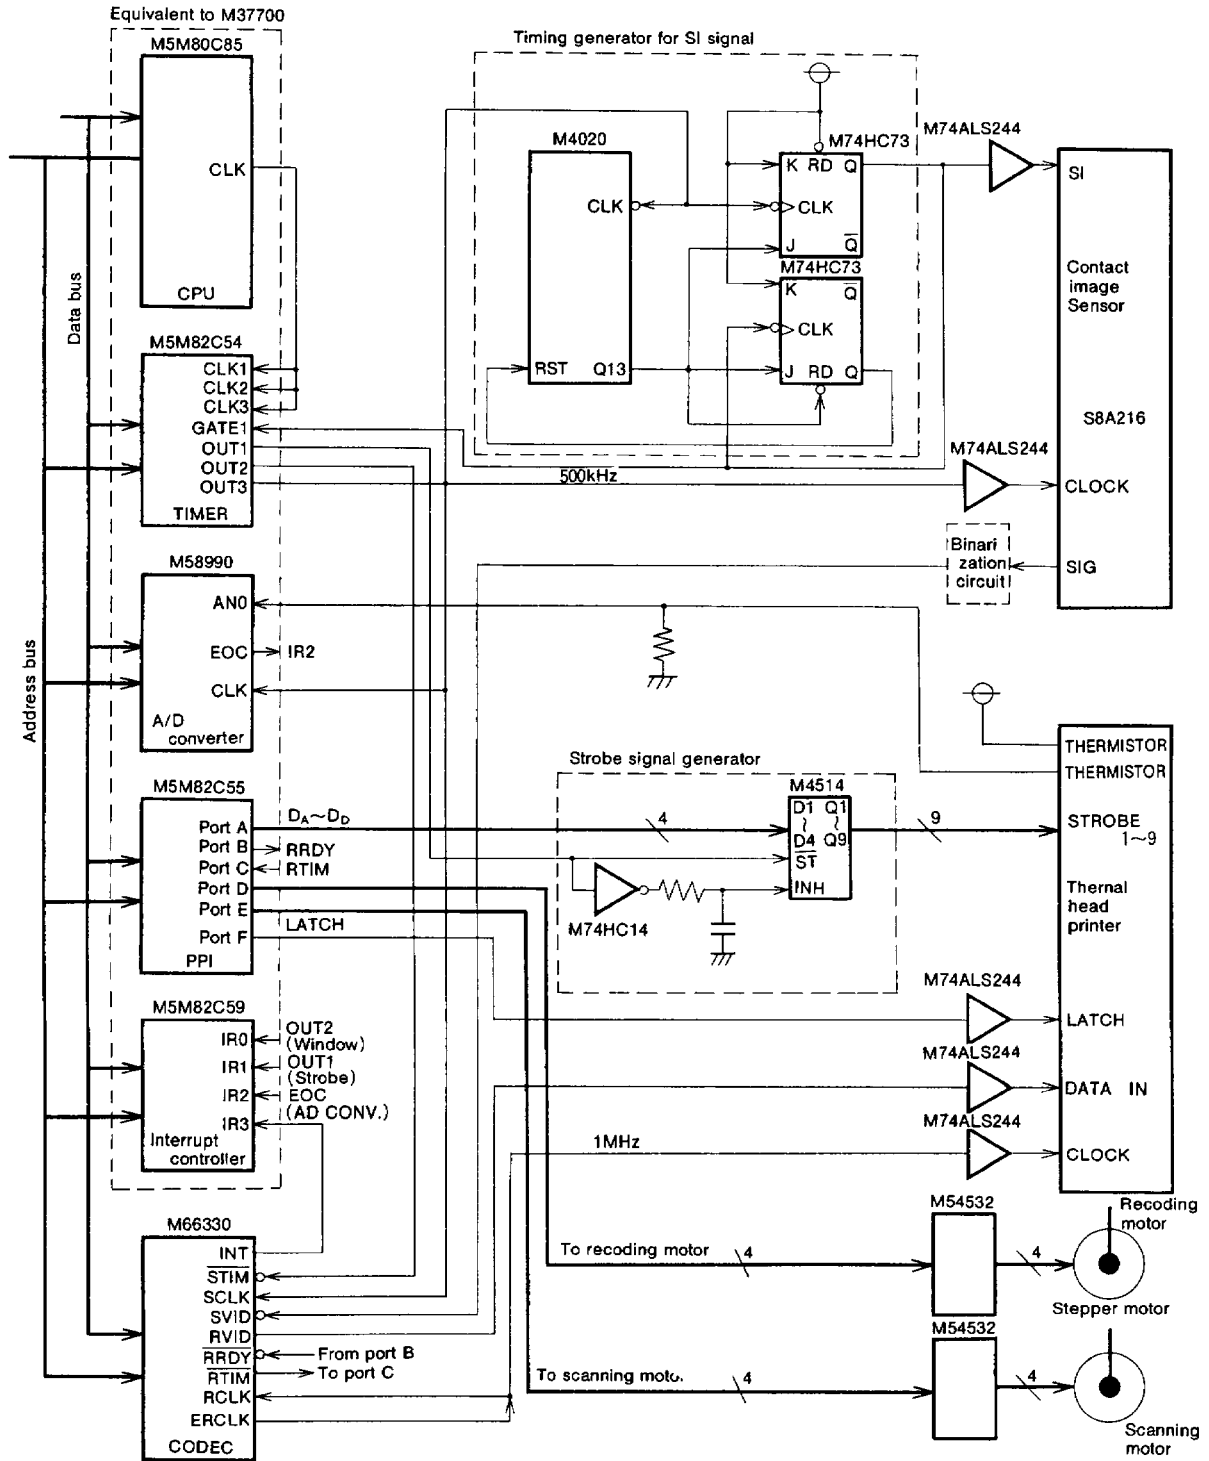 Equivalent to M37700
M5M80C85
CLK
CPU
Data bus
Address bus
M5M82C54
CLK1
CLK2
CLK3
GATE1
OUT1
OUT2
OUT3
TIMER
M58990
AN0
EOC
IR2
CLK
A/D
converter
M5M82C55
Port A
Port B
Port C
Port D
Port E
Port F
PPI
DA~DD
RRDY
RTIM
LATCH
M5M82C59
IR0
IR1
IR2
IR3
Interrupt
controller
OUT2
(Window)
OUT1
(Strobe)
EOC
(AD CONV.)
M66330
INT
STIM
SCLK
SVID
RVID
RRDY
RTIM
RCLK
ERCLK
CODEC
From port B
To port C
Timing generator for SI signal
M4020
CLK
RST
Q13
M74HC73
K RD Q
CLK
J Q
M74HC73
K Q
CLK
J RD Q
500kHz
M74ALS244
M74ALS244
SI
Contact
image
Sensor
S8A216
CLOCK
SIG
Binari
zation
circuit
Strobe signal generator
M4514
D1 Q1
~ ~
D4 Q9
ST
INH
4
9
M74HC14
THERMISTOR
THERMISTOR
STROBE
1~9
Thernal
head
printer
M74ALS244
LATCH
M74ALS244
DATA IN
M74ALS244
1MHz
CLOCK
To recoding motor
4
M54532
4
Recoding
motor
Stepper motor
To scanning moto.
4
M54532
4
Scanning
motor